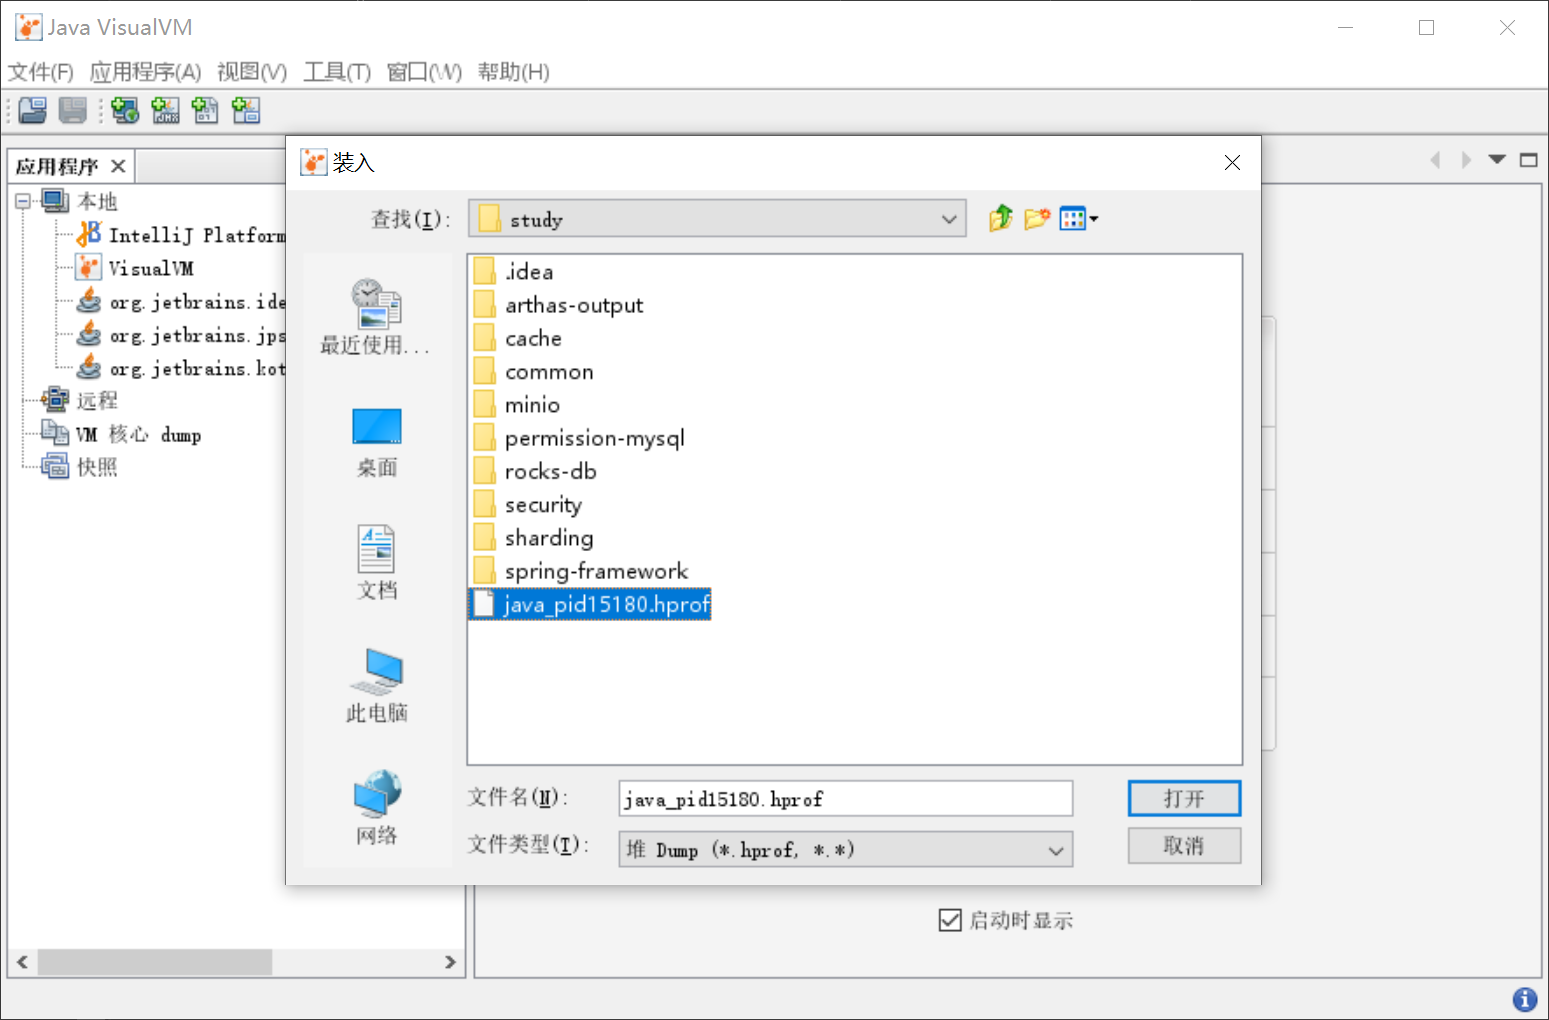 Java VisualVM
文件(F) 应用程序(A) 视图(V) 工具(T) 窗口(W) 帮助(H)
应用程序
本地
IntelliJ Platform
VisualVM
org.jetbrains.ide
org.jetbrains.jps
org.jetbrains.kot
远程
VM 核心 dump
快照
装入
查找(I):
study
最近使用...
桌面
文档
此电脑
网络
.idea
arthas-output
cache
common
minio
permission-mysql
rocks-db
security
sharding
spring-framework
java_pid15180.hprof
文件名(N):
java_pid15180.hprof
打开
文件类型(T):
堆 Dump (*.hprof, *.*)
取消
启动时显示